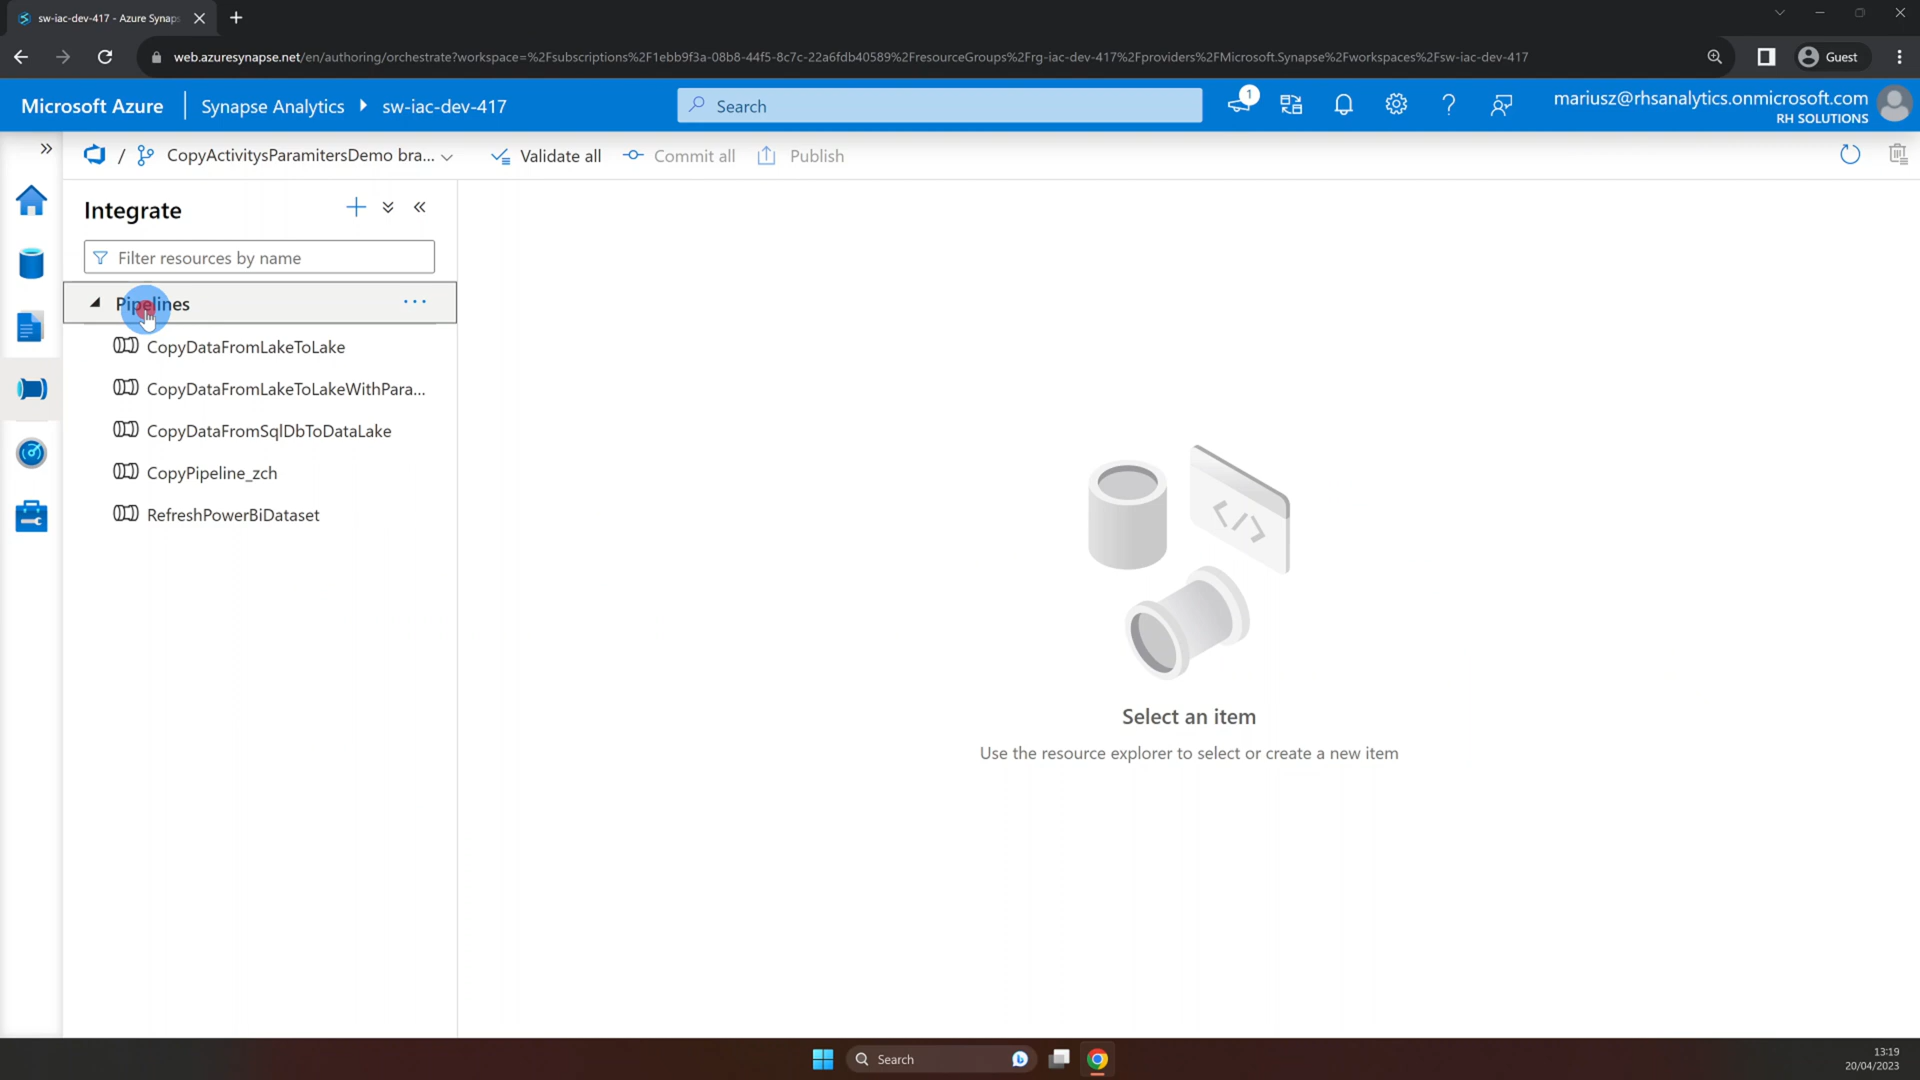 sw-iac-dev-417 - Azure Synaps
web.azuresynapse.net/en/authoring/orchestrate?workspace=%2Fsubscriptions%2F1ebb9f3a-08b8-44f5-8c7c-22a6fdb40589%2FresourceGroups%2Frg-iac-dev-417%2Fproviders%2FMicrosoft.Synapse%2Fworkspaces%2Fsw-iac-dev-417
Guest
Microsoft Azure
Synapse Analytics
sw-iac-dev-417
Search
1
mariusz@rhsanalytics.onmicrosoft.com
RH SOLUTIONS
/
CopyActivitysParamitersDemo bra...
Validate all
Commit all
Publish
Integrate
Filter resources by name
Pipelines
CopyDataFromLakeToLake
CopyDataFromLakeToLakeWithPara...
CopyDataFromSqlDbToDataLake
CopyPipeline_zch
RefreshPowerBiDataset
Select an item
Use the resource explorer to select or create a new item
Search
13:19
20/04/2023